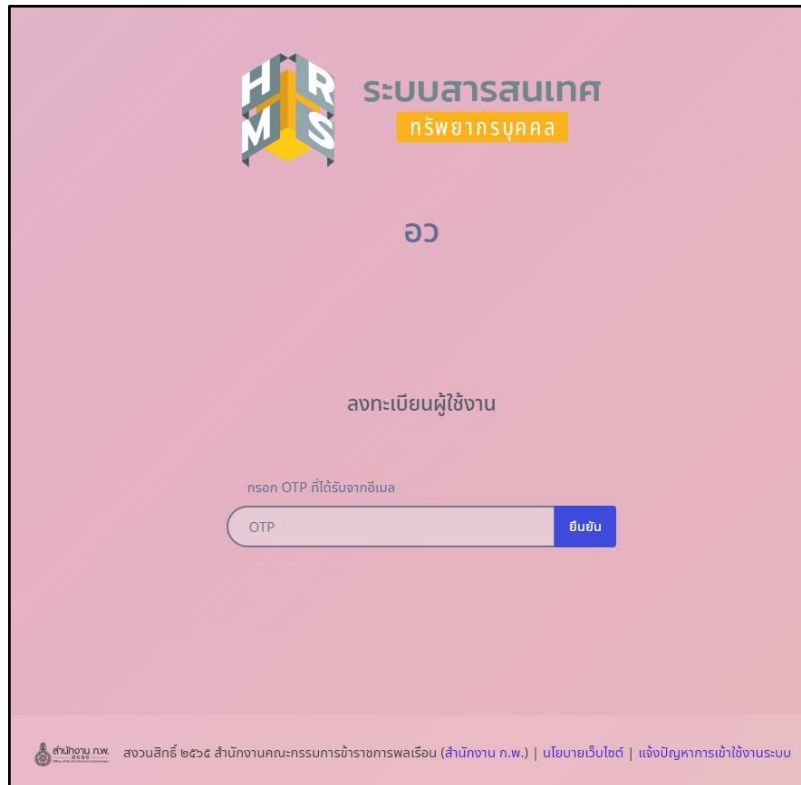 HR
MS
ระบบสารสนเทศ
ทรัพยากรบุคคล
อว
ลงทะเบียนผู้ใช้งาน
กรอก OTP ที่ได้รับจากอีเมล
OTP
ยืนยัน
สำนักงาน ก.พ.
สงวนสิทธิ์ ๒๕๖๕ สำนักงานคณะกรรมการข้าราชการพลเรือน (สำนักงาน ก.พ.) | นโยบายเว็บไซต์ | แจ้งปัญหาการเข้าใช้งานระบบ